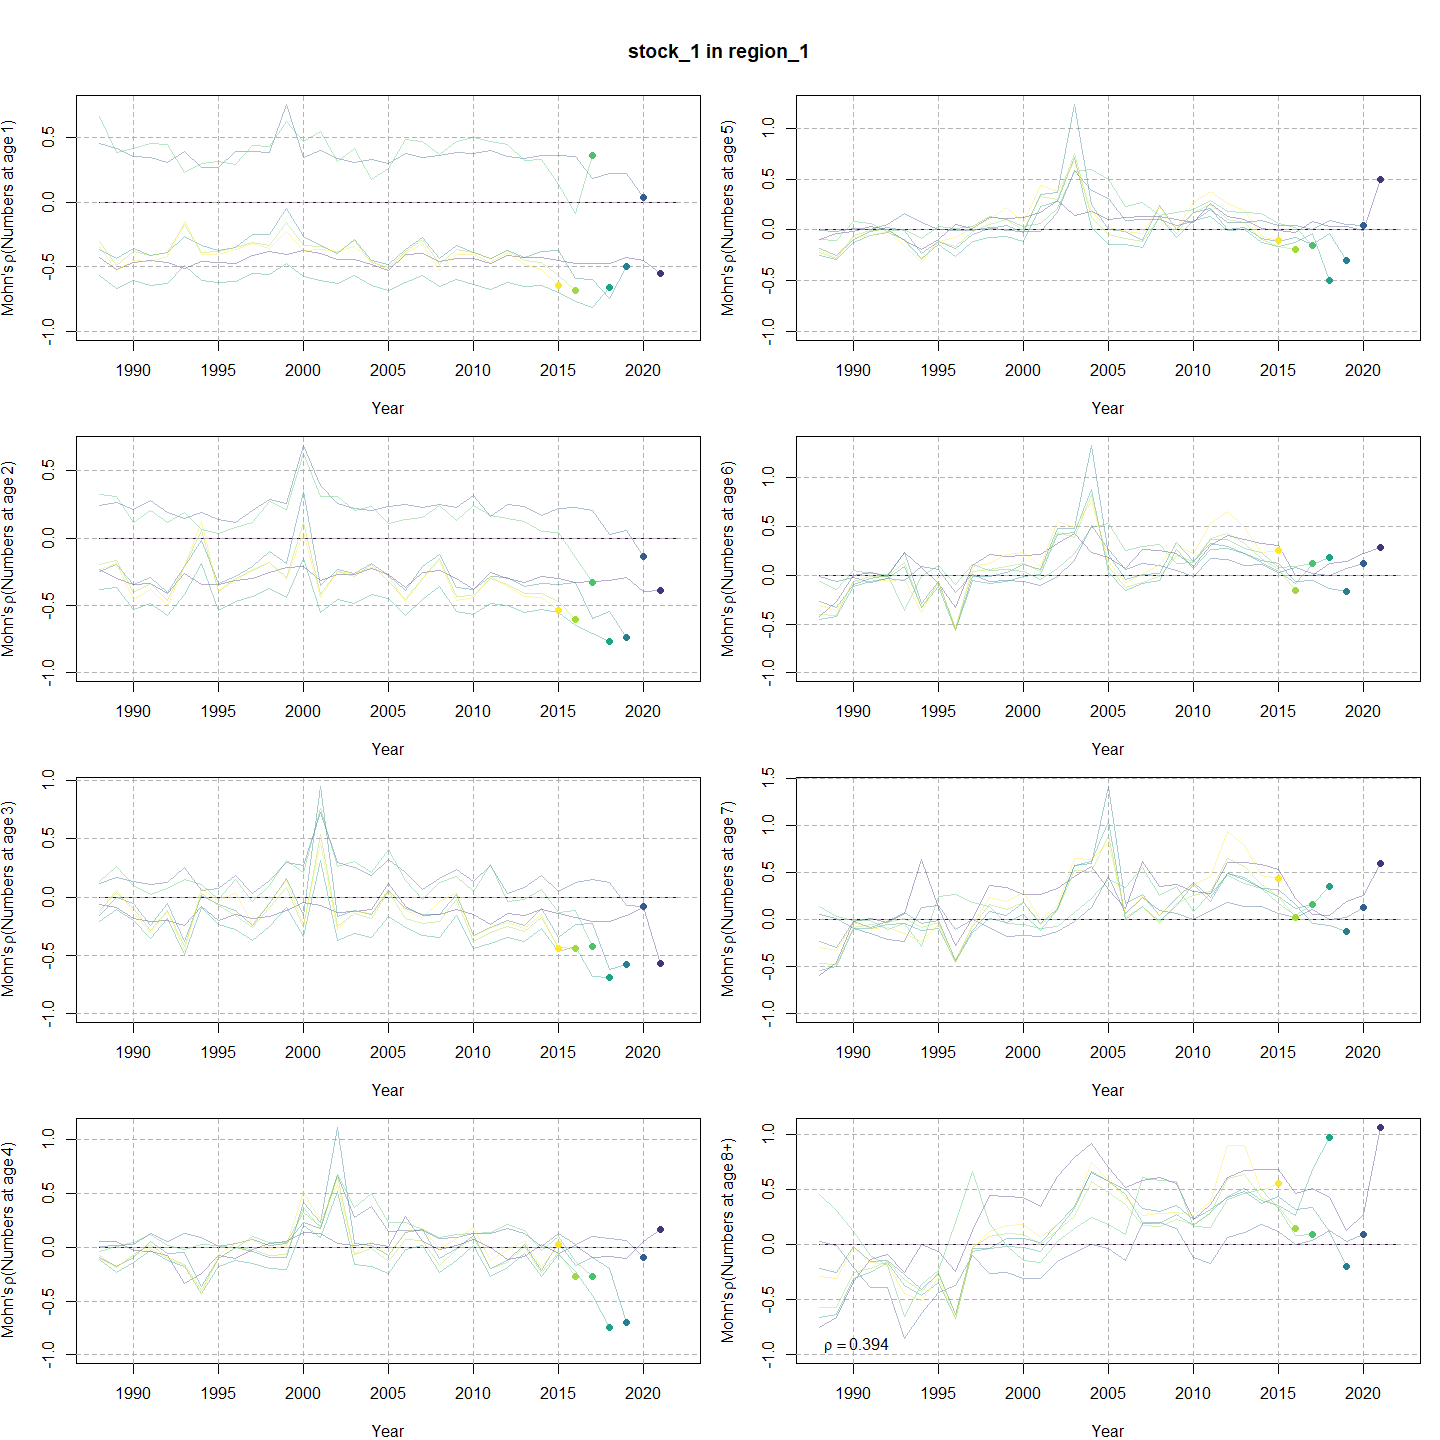 stock_1 in region_1
Mohn's ρ(Numbers at age 1)
-1.0 -0.5 0.0 0.5
1990 1995 2000 2005 2010 2015 2020
Year
Mohn's ρ(Numbers at age 5)
-1.0 -0.5 0.0 0.5 1.0
1990 1995 2000 2005 2010 2015 2020
Year
Mohn's ρ(Numbers at age 2)
-1.0 -0.5 0.0 0.5
1990 1995 2000 2005 2010 2015 2020
Year
Mohn's ρ(Numbers at age 6)
-1.0 -0.5 0.0 0.5 1.0
1990 1995 2000 2005 2010 2015 2020
Year
Mohn's ρ(Numbers at age 3)
-1.0 -0.5 0.0 0.5 1.0
1990 1995 2000 2005 2010 2015 2020
Year
Mohn's ρ(Numbers at age 7)
-1.0 -0.5 0.0 0.5 1.0 1.5
1990 1995 2000 2005 2010 2015 2020
Year
Mohn's ρ(Numbers at age 4)
-1.0 -0.5 0.0 0.5 1.0
1990 1995 2000 2005 2010 2015 2020
Year
Mohn's ρ(Numbers at age 8+)
-1.0 -0.5 0.0 0.5 1.0
ρ = 0.394
1990 1995 2000 2005 2010 2015 2020
Year